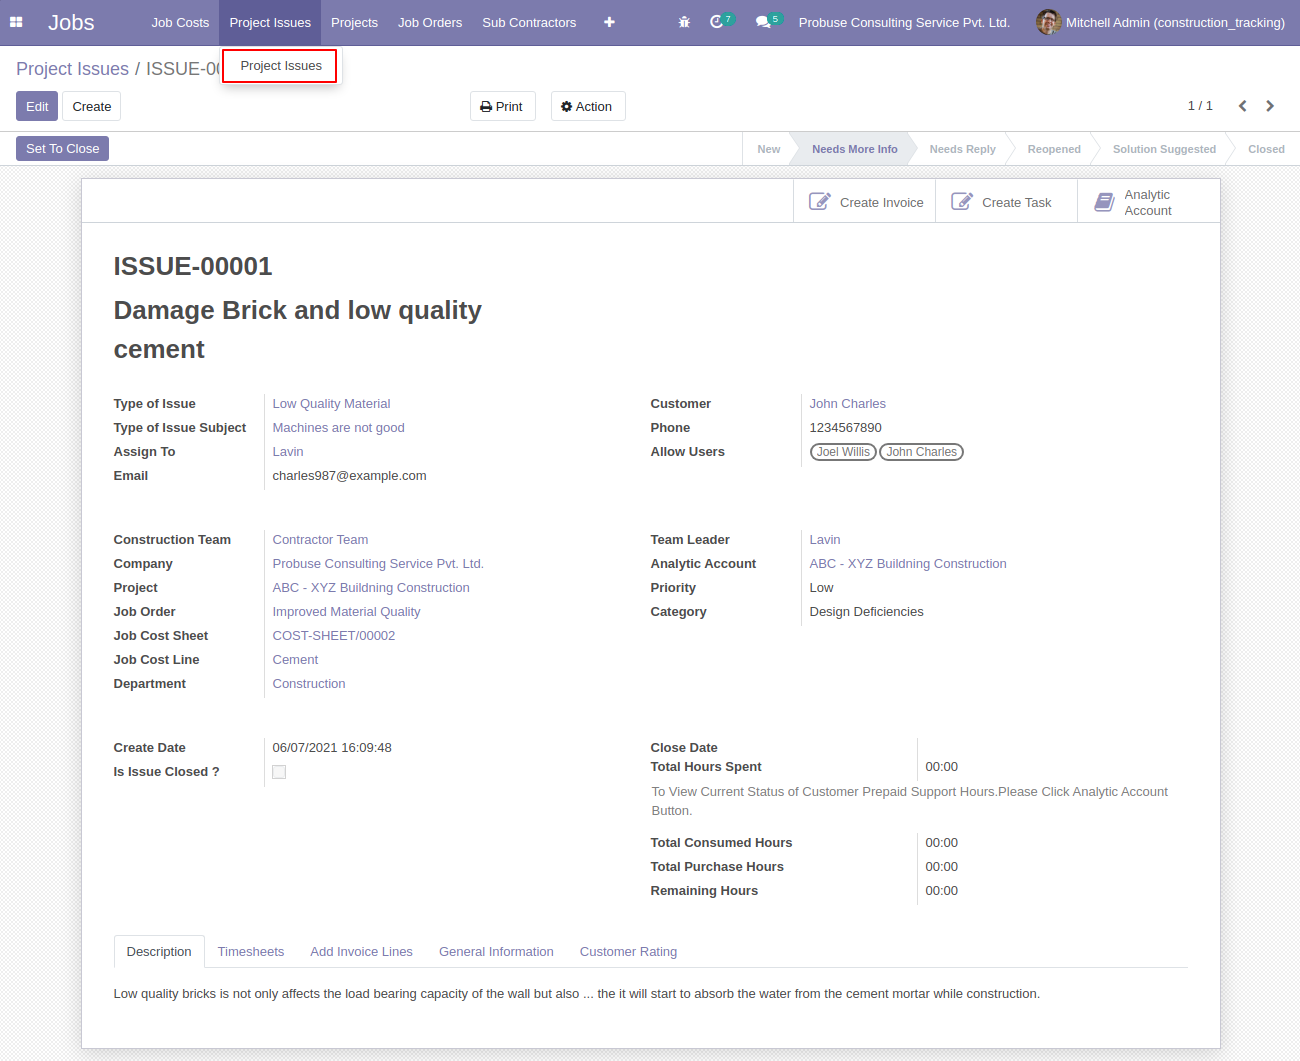 Jobs Job Costs Project Issues Projects Job Orders Sub Contractors 7 5 Probuse Consulting Service Pvt. Ltd. Mitchell Admin (construction_tracking)
Project Issues / ISSUE-00
Project Issues
Edit Create Print Action 1 / 1
Set To Close New Needs More Info Needs Reply Reopened Solution Suggested Closed
Create Invoice Create Task Analytic
Account
ISSUE-00001
Damage Brick and low quality
cement
Type of Issue Low Quality Material Customer John Charles
Type of Issue Subject Machines are not good Phone 1234567890
Assign To Lavin Allow Users Joel Willis John Charles
Email charles987@example.com
Construction Team Contractor Team Team Leader Lavin
Company Probuse Consulting Service Pvt. Ltd. Analytic Account ABC - XYZ Buildning Construction
Project ABC - XYZ Buildning Construction Priority Low
Job Order Improved Material Quality Category Design Deficiencies
Job Cost Sheet COST-SHEET/00002
Job Cost Line Cement
Department Construction
Create Date 06/07/2021 16:09:48 Close Date
Is Issue Closed ? Total Hours Spent 00:00
To View Current Status of Customer Prepaid Support Hours.Please Click Analytic Account
Button.
Total Consumed Hours 00:00
Total Purchase Hours 00:00
Remaining Hours 00:00
Description Timesheets Add Invoice Lines General Information Customer Rating
Low quality bricks is not only affects the load bearing capacity of the wall but also ... the it will start to absorb the water from the cement mortar while construction.